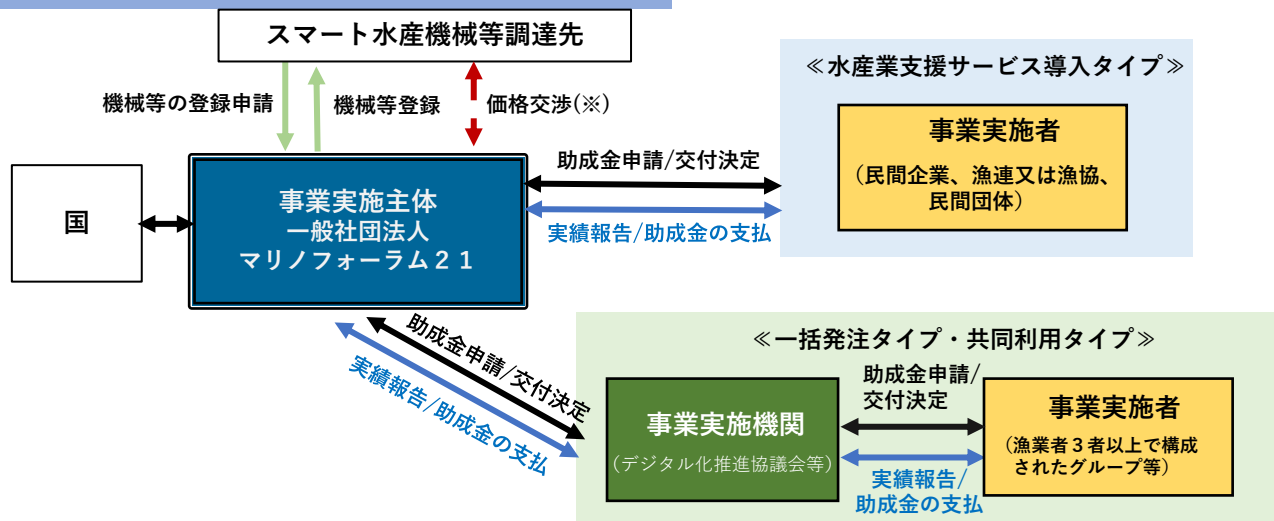 スマート水産機械等調達先
機械等の登録申請
機械等登録
価格交渉(※)
≪水産業支援サービス導入タイプ≫
事業実施者
（民間企業、漁連又は漁協、
民間団体）
国
事業実施主体
一般社団法人
マリノフォーラム２１
助成金申請/交付決定
実績報告/助成金の支払
助成金申請/交付決定
実績報告/助成金の支払
≪一括発注タイプ・共同利用タイプ≫
事業実施機関
（デジタル化推進協議会等）
助成金申請/
交付決定
実績報告/
助成金の支払
事業実施者
（漁業者３者以上で構成
されたグループ等）